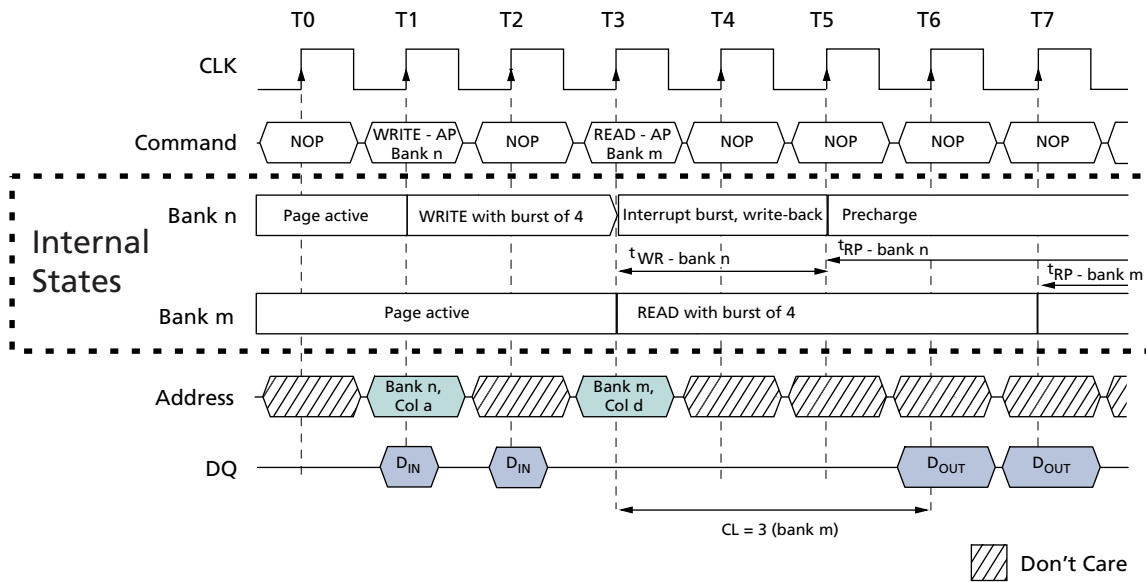 T0 T1 T2 T3 T4 T5 T6 T7
CLK
Command NOP WRITE - AP Bank n NOP READ - AP Bank m NOP NOP NOP NOP
Internal States
Bank n Page active WRITE with burst of 4 Interrupt burst, write-back Precharge
tWR - bank n tRP - bank n
tRP - bank m
Bank m Page active READ with burst of 4
Address Bank n, Col a Bank m, Col d
DQ DIN DIN DOUT DOUT
CL = 3 (bank m)
Don't Care